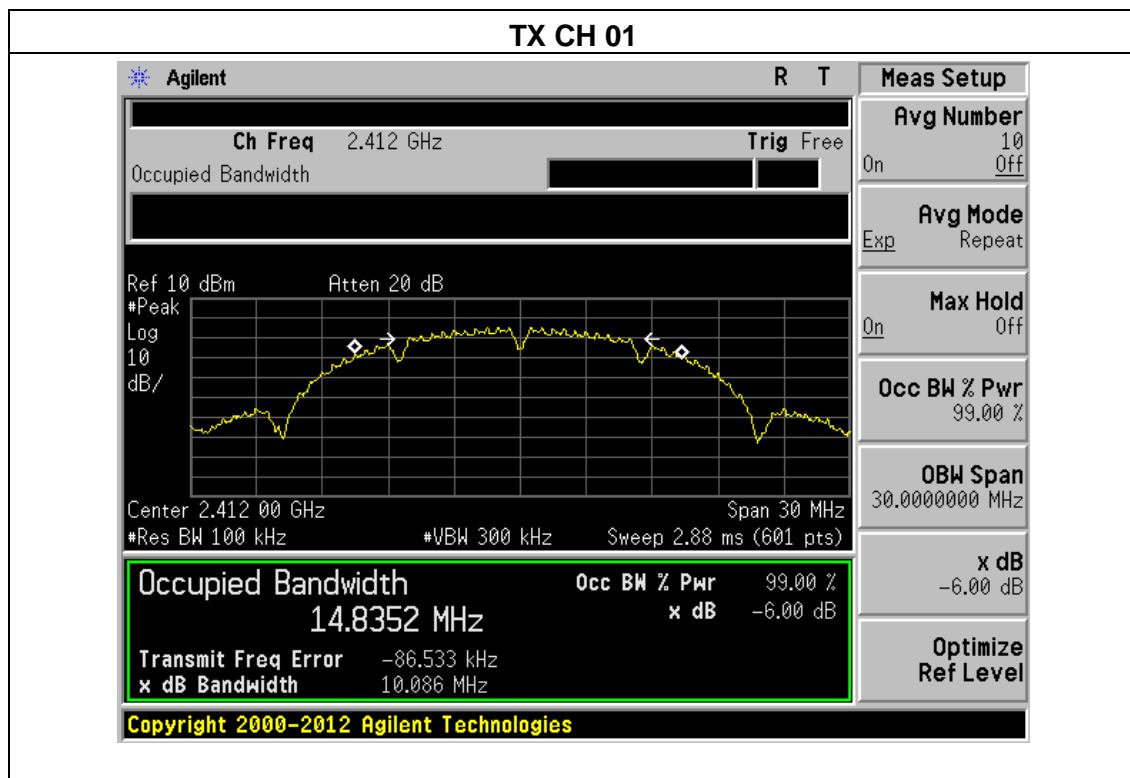 TX CH 01
Agilent R T
Ch Freq 2.412 GHz Trig Free
Occupied Bandwidth
Ref 10 dBm Atten 20 dB
#Peak
Log
10
dB/
Center 2.412 00 GHz Span 30 MHz
#Res BW 100 kHz #VBW 300 kHz Sweep 2.88 ms (601 pts)
Occupied Bandwidth Occ BW % Pwr 99.00 %
14.8352 MHz x dB -6.00 dB
Transmit Freq Error -86.533 kHz
x dB Bandwidth 10.086 MHz
Copyright 2000-2012 Agilent Technologies
Meas Setup
Avg Number
10
On Off
Avg Mode
Exp Repeat
Max Hold
On Off
Occ BW % Pwr
99.00 %
OBW Span
30.0000000 MHz
x dB
-6.00 dB
Optimize
Ref Level